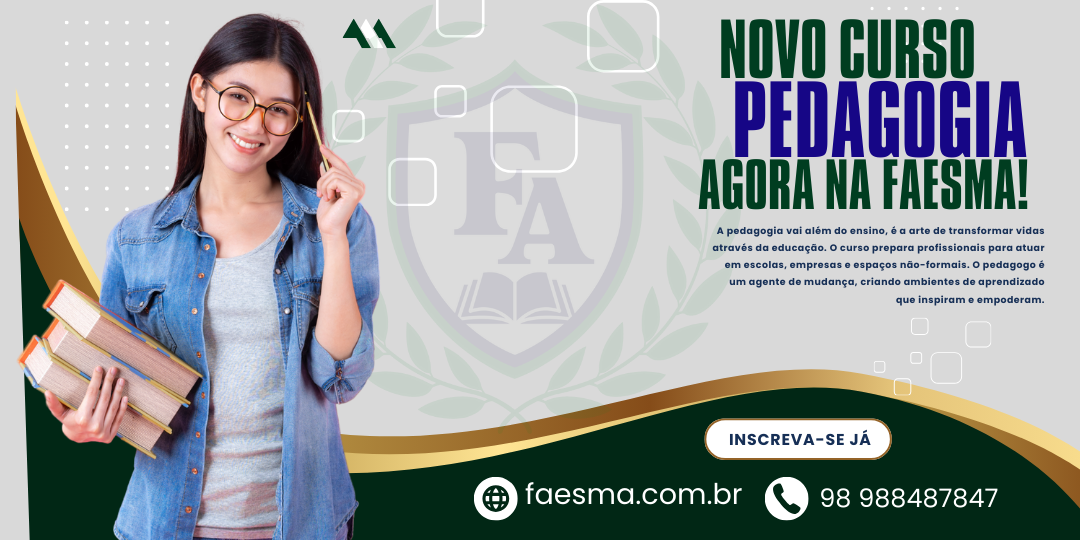 NOVO CURSO
PEDAGOGIA
AGORA NA FAESMA!
A pedagogia vai além do ensino, é a arte de transformar vidas
através da educação. O curso prepara profissionais para atuar
em escolas, empresas e espaços não-formais. O pedagogo é
um agente de mudança, criando ambientes de aprendizado
que inspiram e empoderam.
FA
INSCREVA-SE JÁ
faesma.com.br
98 988487847